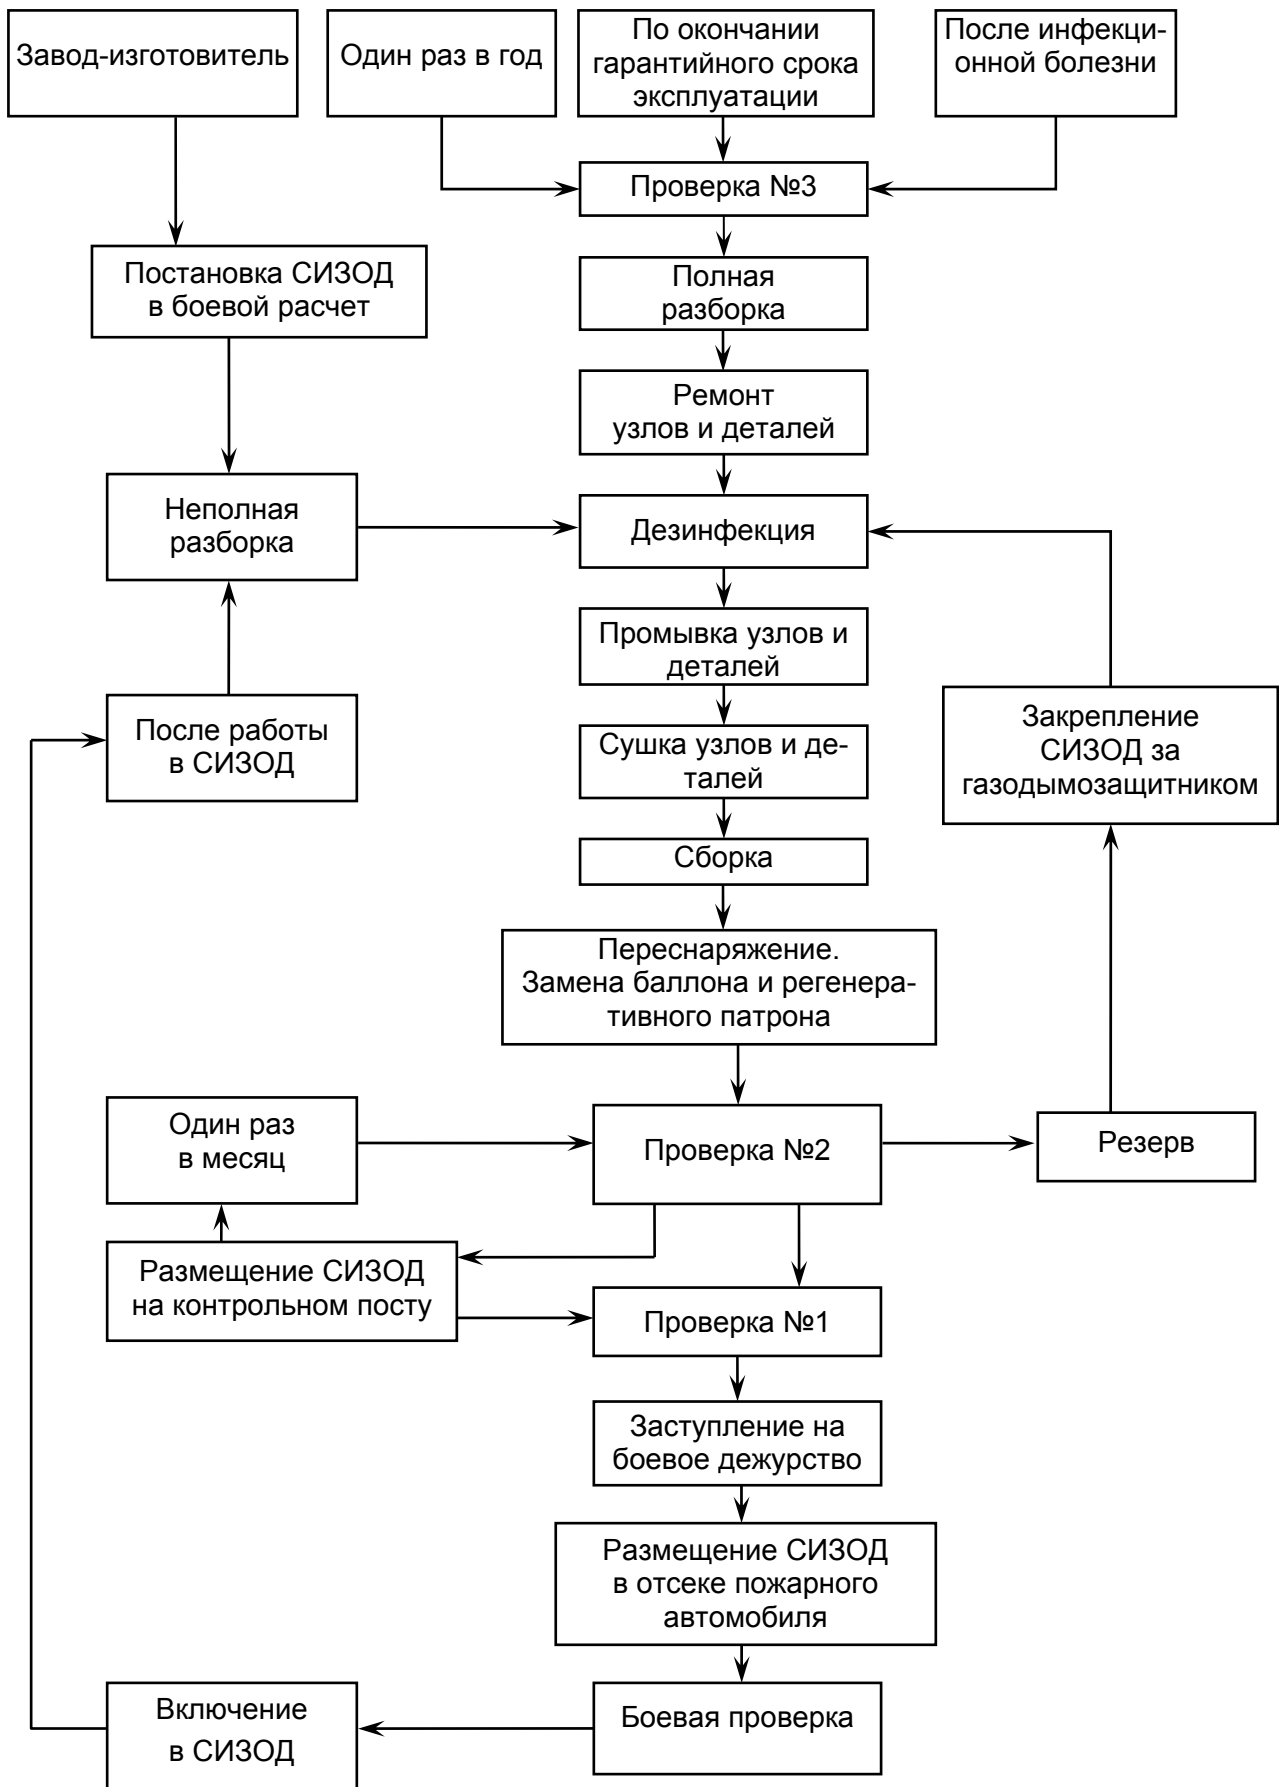 Завод-изготовитель
Один раз в год
По окончании
гарантийного срока
эксплуатации
После инфекци-
онной болезни
Проверка №3
Постановка СИЗОД
в боевой расчет
Полная
разборка
Ремонт
узлов и деталей
Неполная
разборка
Дезинфекция
Промывка узлов и
деталей
После работы
в СИЗОД
Сушка узлов и де-
талей
Закрепление
СИЗОД за
газодымозащитником
Сборка
Переснаряжение.
Замена баллона и регенера-
тивного патрона
Один раз
в месяц
Проверка №2
Резерв
Размещение СИЗОД
на контрольном посту
Проверка №1
Заступление на
боевое дежурство
Размещение СИЗОД
в отсеке пожарного
автомобиля
Включение
в СИЗОД
Боевая проверка